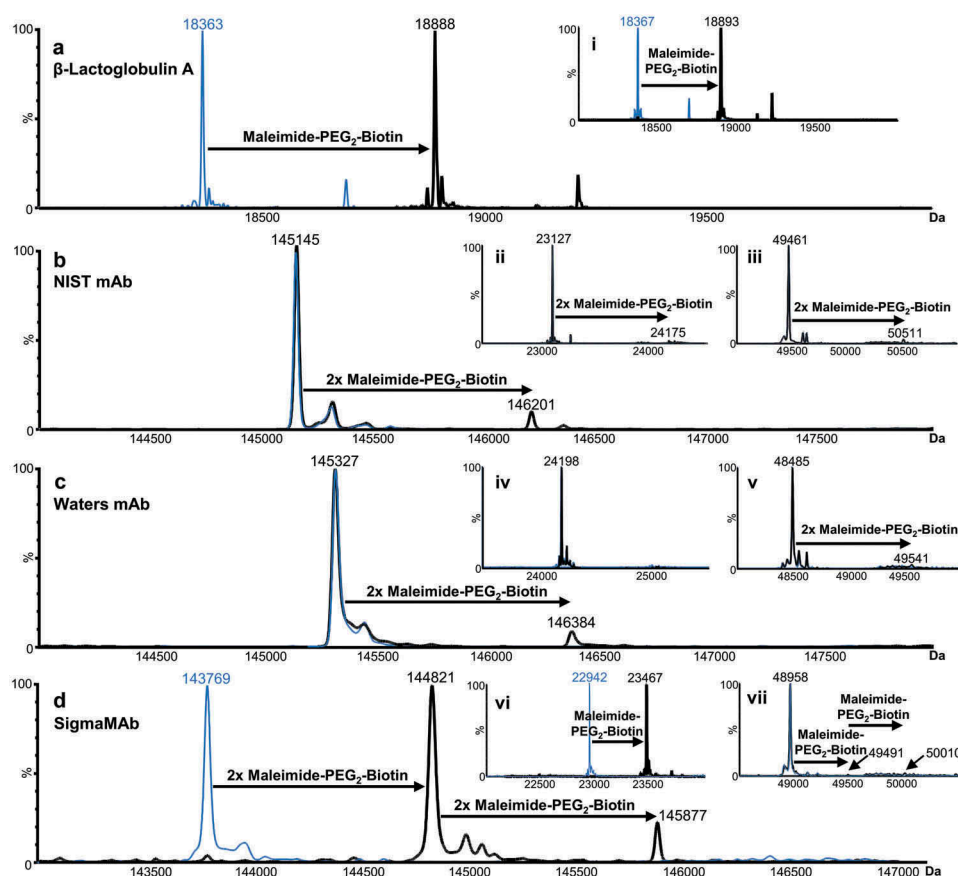 100
18363
18888
a
β-Lactoglobulin A
%
Maleimide-PEG₂-Biotin
0
18500
19000
19500
Da
100
18367
18893
i
Maleimide-
PEG₂-Biotin
%
0
18500
19000
19500
100
145145
b
NIST mAb
%
2x Maleimide-PEG₂-Biotin
146201
0
144500
145000
145500
146000
146500
147000
147500
Da
100
23127
ii
%
2x Maleimide-PEG₂-Biotin
24175
0
23000
24000
100
49461
iii
%
2x Maleimide-PEG₂-Biotin
50511
0
49500
50000
50500
100
145327
c
Waters mAb
%
2x Maleimide-PEG₂-Biotin
146384
0
144500
145000
145500
146000
146500
147000
147500
Da
100
24198
iv
%
0
24000
25000
100
48485
v
%
2x Maleimide-PEG₂-Biotin
49541
0
48500
49000
49500
100
143769
144821
d
SigmaMAb
%
2x Maleimide-PEG₂-Biotin
2x Maleimide-PEG₂-Biotin
145877
0
143500
144000
144500
145000
145500
146000
146500
147000
Da
100
22942
23467
vi
Maleimide-
PEG₂-Biotin
%
0
22500
23000
23500
100
48958
vii
Maleimide-
PEG₂-Biotin
Maleimide-
PEG₂-Biotin
49491
50010
%
0
49000
49500
50000
50500